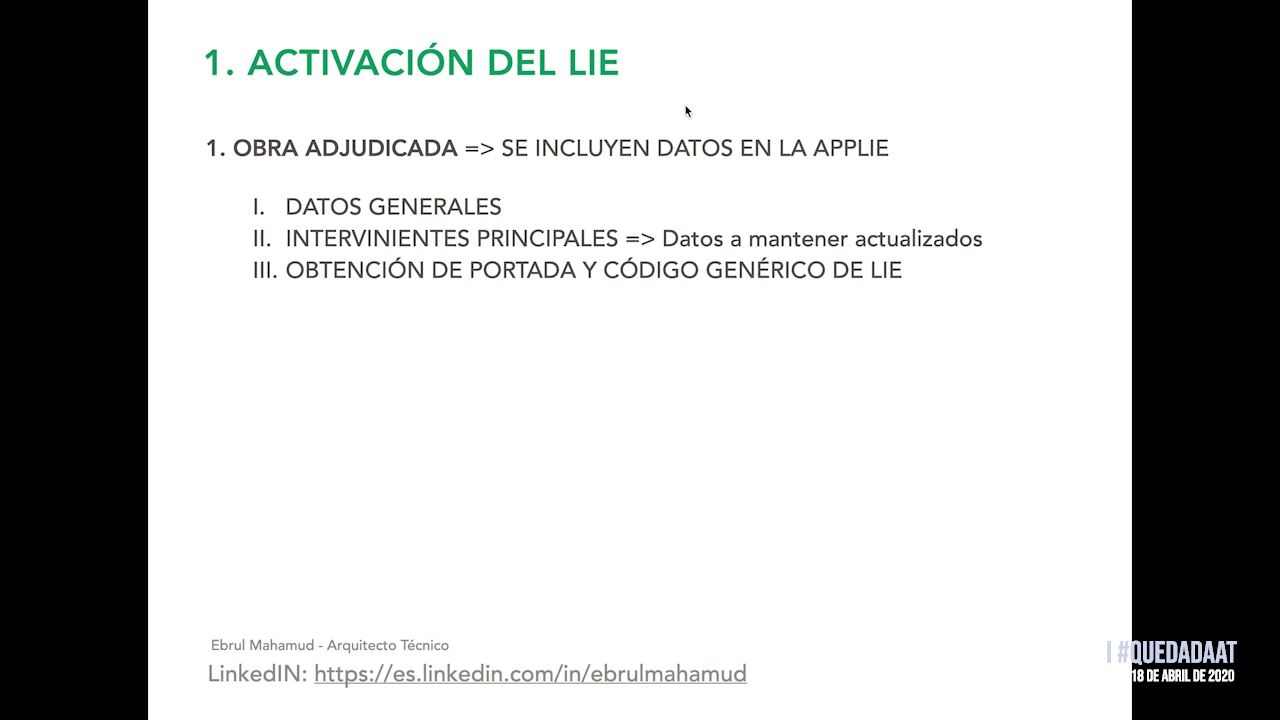 1. ACTIVACIÓN DEL LIE
1. OBRA ADJUDICADA => SE INCLUYEN DATOS EN LA APPLIE
I. DATOS GENERALES
II. INTERVINIENTES PRINCIPALES => Datos a mantener actualizados
III. OBTENCIÓN DE PORTADA Y CÓDIGO GENÉRICO DE LIE
Ebrul Mahamud - Arquitecto Técnico
LinkedIN: https://es.linkedin.com/in/ebrulmahamud
I #QUEDADAAT
18 DE ABRIL DE 2020